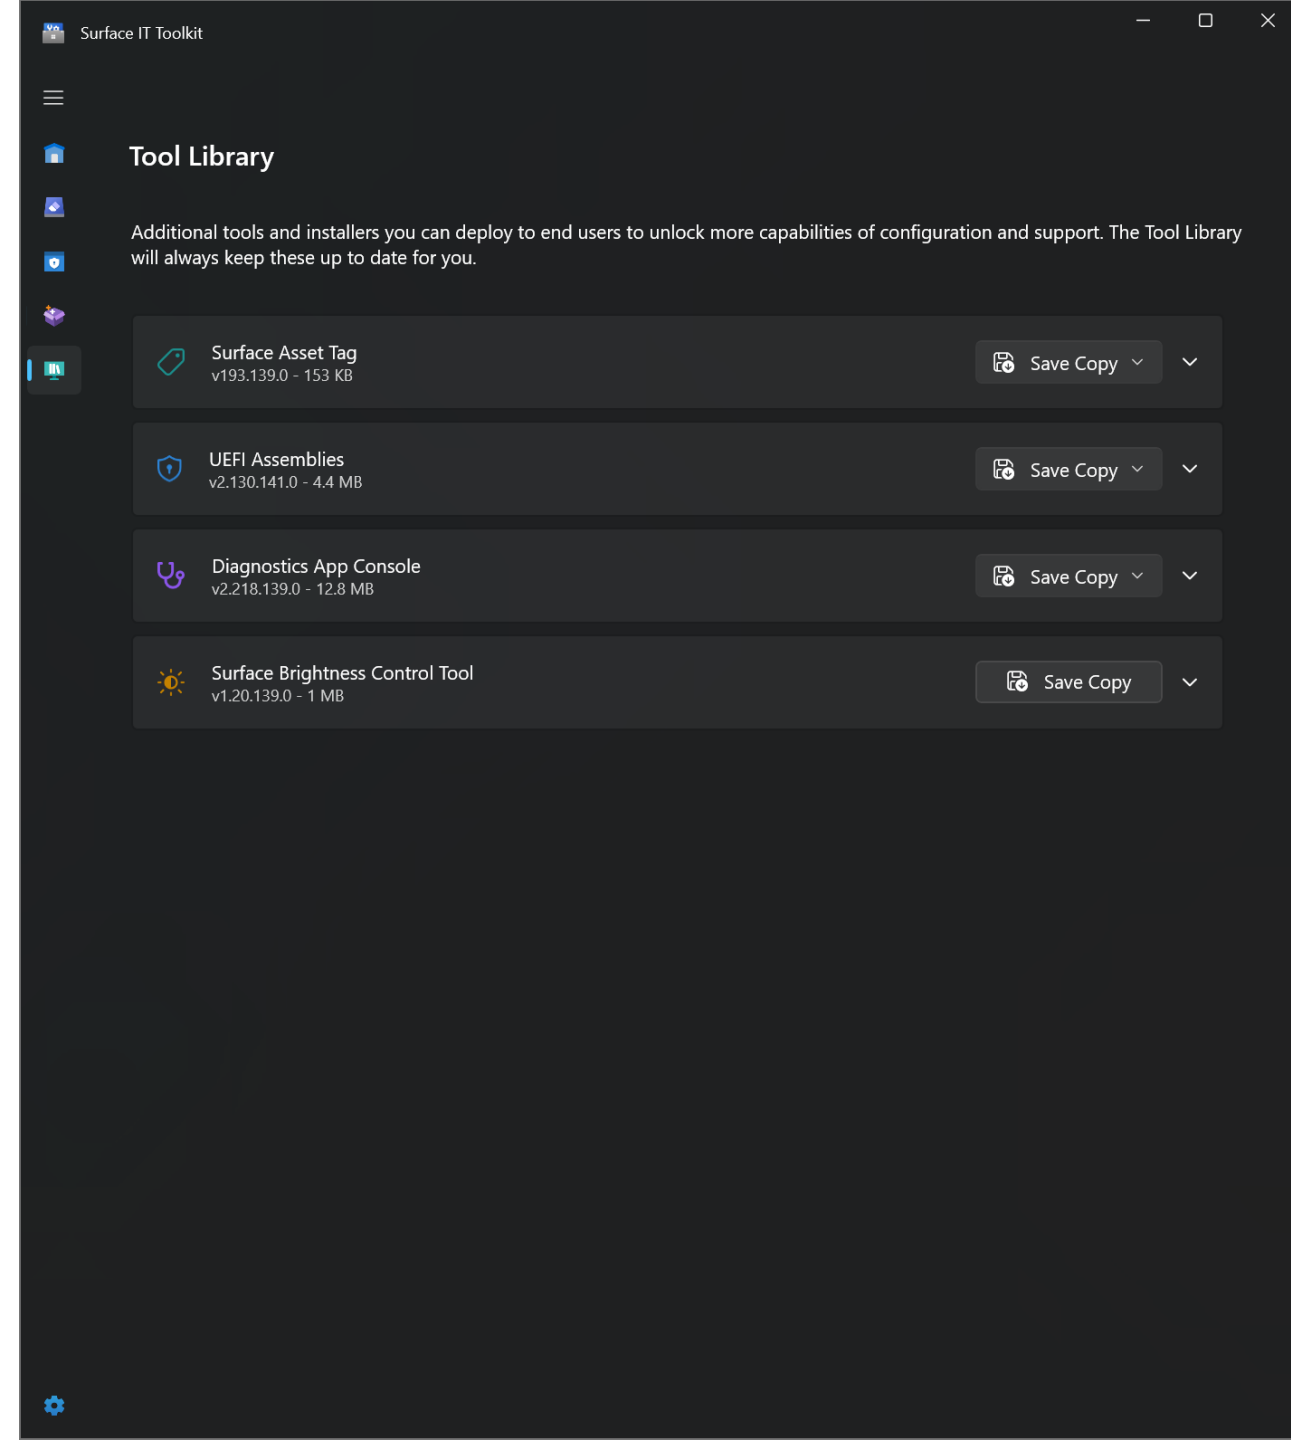 Surface IT Toolkit
Tool Library
Additional tools and installers you can deploy to end users to unlock more capabilities of configuration and support. The Tool Library
will always keep these up to date for you.
Surface Asset Tag
v193.139.0 - 153 KB
Save Copy
UEFI Assemblies
v2.130.141.0 - 4.4 MB
Save Copy
Diagnostics App Console
v2.218.139.0 - 12.8 MB
Save Copy
Surface Brightness Control Tool
v1.20.139.0 - 1 MB
Save Copy